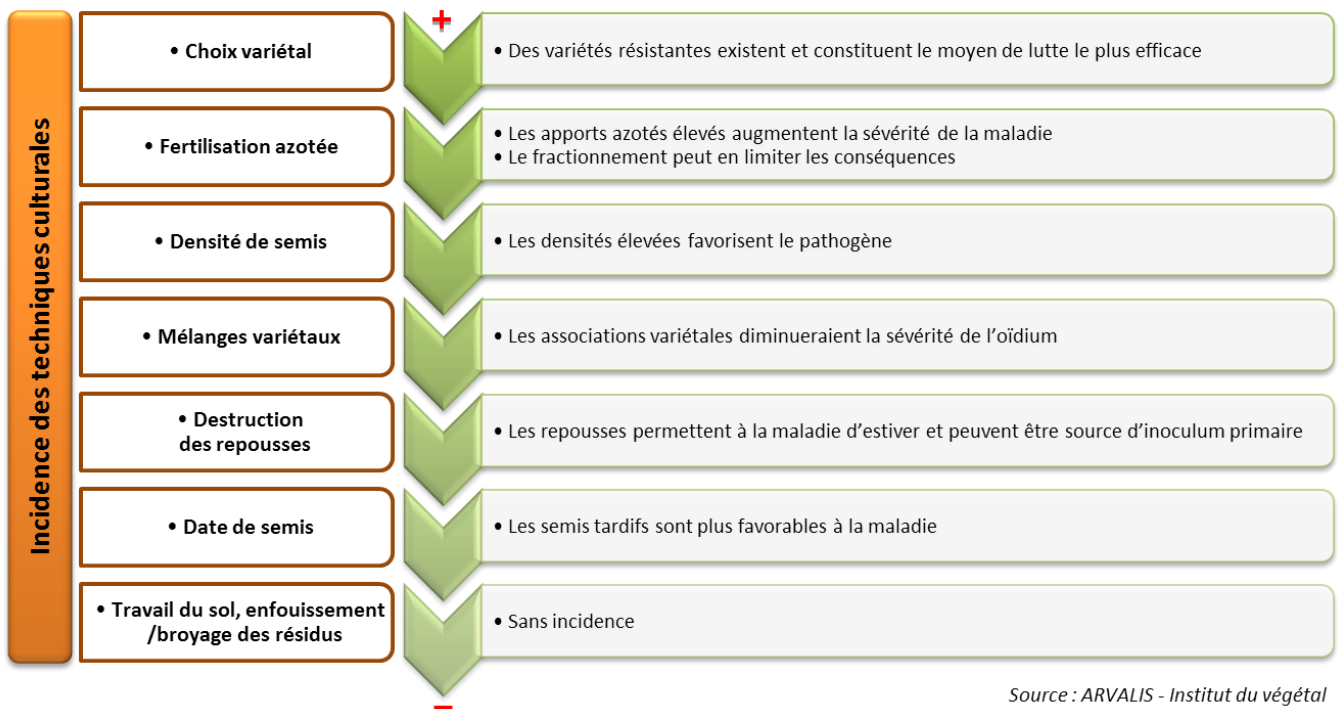 Incidence des techniques culturales
+
• Choix variétal
• Des variétés résistantes existent et constituent le moyen de lutte le plus efficace
• Fertilisation azotée
• Les apports azotés élevés augmentent la sévérité de la maladie
• Le fractionnement peut en limiter les conséquences
• Densité de semis
• Les densités élevées favorisent le pathogène
• Mélanges variétaux
• Les associations variétales diminueraient la sévérité de l’oïdium
• Destruction
des repousses
• Les repousses permettent à la maladie d’estiver et peuvent être source d’inoculum primaire
• Date de semis
• Les semis tardifs sont plus favorables à la maladie
• Travail du sol, enfouissement
/broyage des résidus
• Sans incidence
–
Source : ARVALIS - Institut du végétal